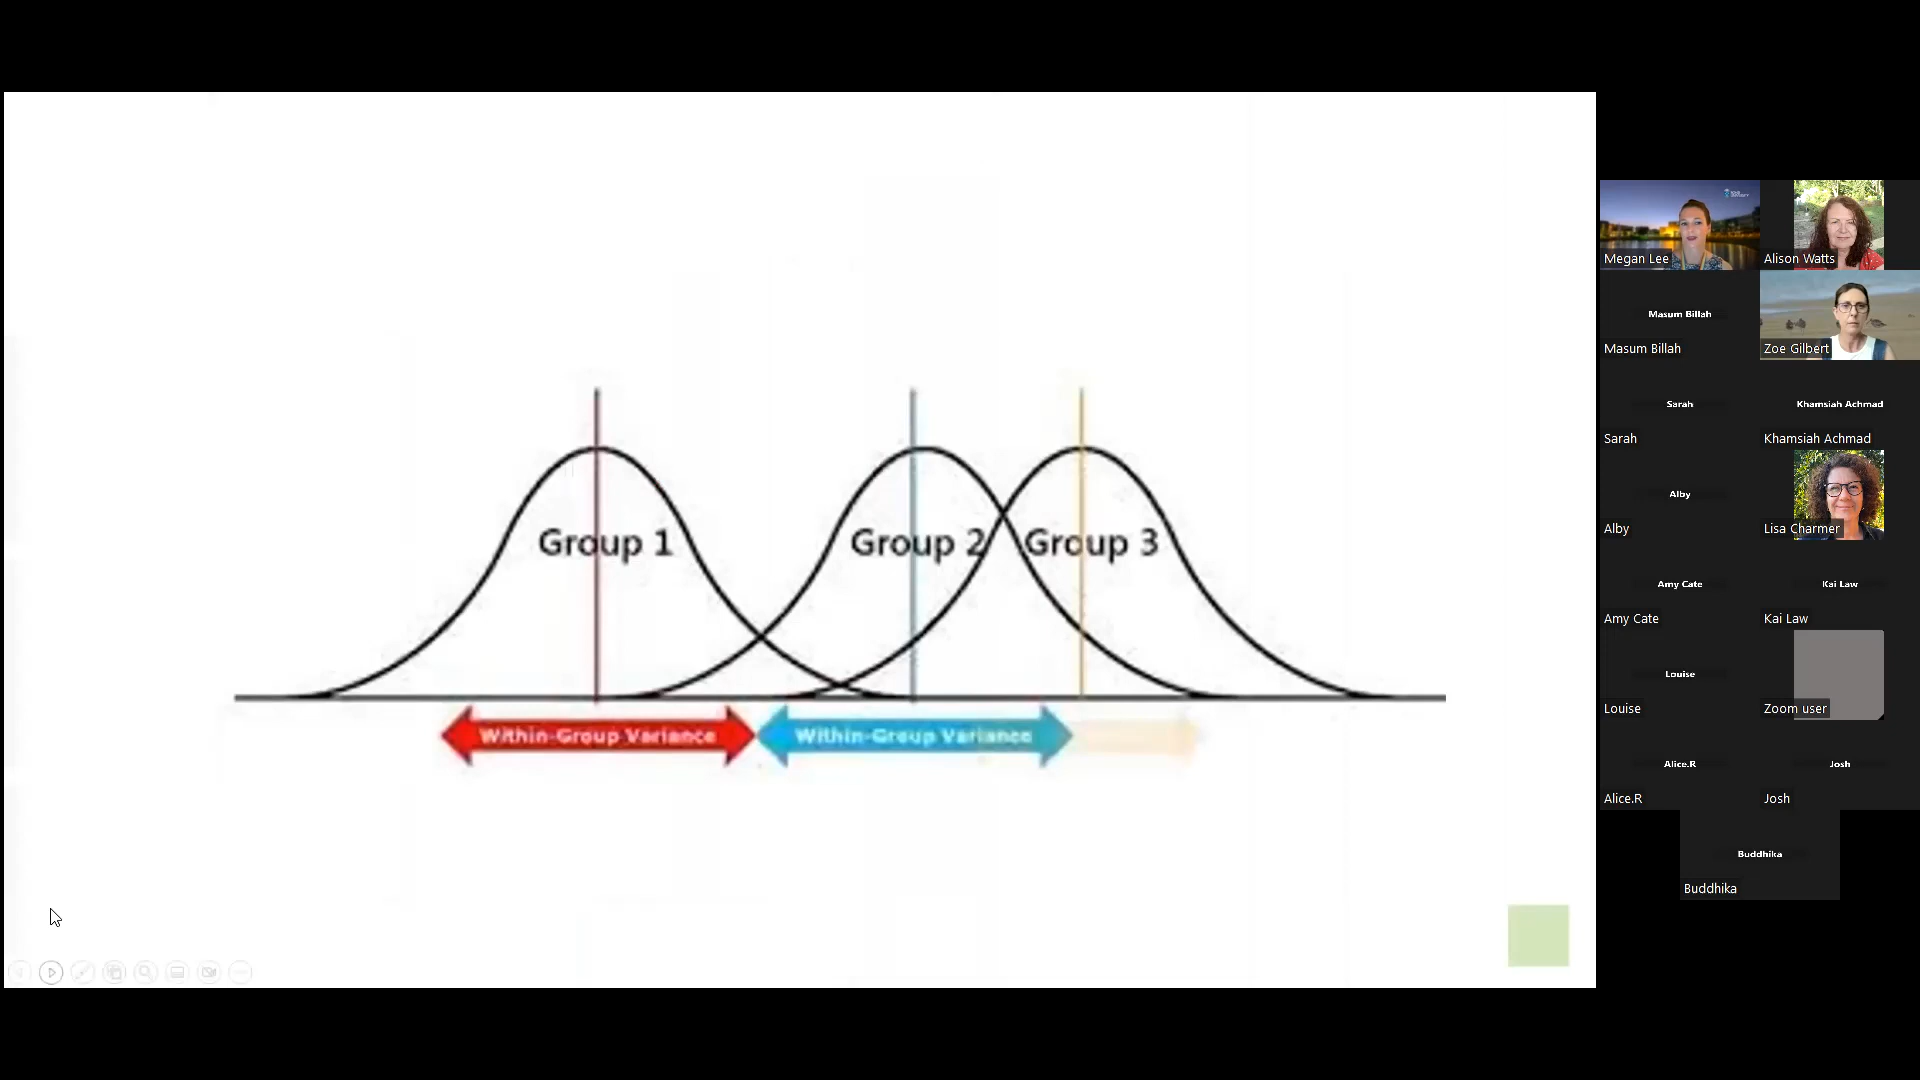 Group 1
Group 2
Group 3
Within-Group Variance
Within-Group Variance
Megan Lee
Alison Watts
Masum Billah
Masum Billah
Zoe Gilbert
Sarah
Sarah
Khamsiah Achmad
Khamsiah Achmad
Alby
Alby
Lisa Charmer
Amy Cate
Amy Cate
Kai Law
Kai Law
Louise
Louise
Zoom user
Alice.R
Alice.R
Josh
Josh
Buddhika
Buddhika